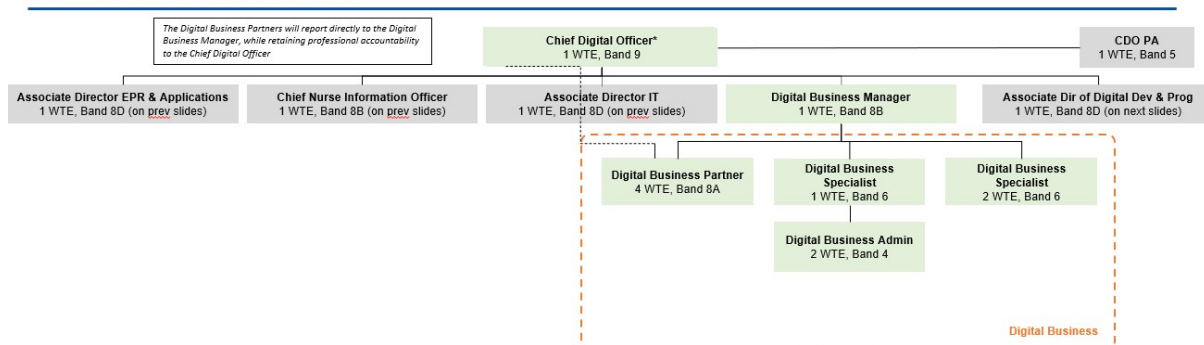 The Digital Business Partners will report directly to the Digital
Business Manager, while retaining professional accountability
to the Chief Digital Officer
Chief Digital Officer*
1 WTE, Band 9
CDO PA
1 WTE, Band 5
Associate Director EPR & Applications
1 WTE, Band 8D (on prev slides)
Chief Nurse Information Officer
1 WTE, Band 8B (on prev slides)
Associate Director IT
1 WTE, Band 8D (on prev slides)
Digital Business Manager
1 WTE, Band 8B
Associate Dir of Digital Dev & Prog
1 WTE, Band 8D (on next slides)
Digital Business Partner
4 WTE, Band 8A
Digital Business
Specialist
1 WTE, Band 6
Digital Business
Specialist
2 WTE, Band 6
Digital Business Admin
2 WTE, Band 4
Digital Business